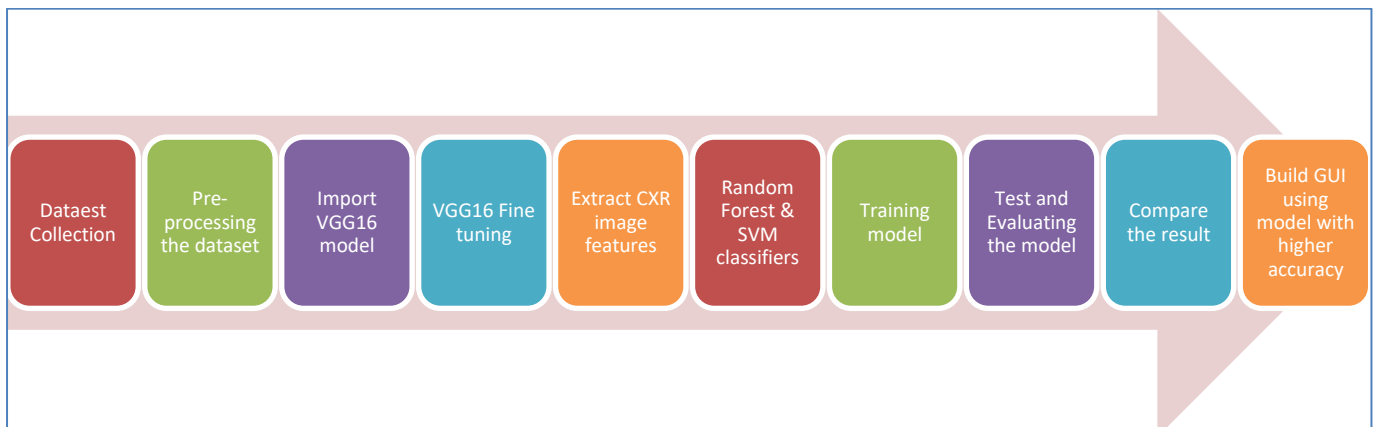 Dataest
Collection
Pre-
processing
the dataset
Import
VGG16
model
VGG16 Fine
tuning
Extract CXR
image
features
Random
Forest &
SVM
classifiers
Training
model
Test and
Evaluating
the model
Compare
the result
Build GUI
using
model with
higher
accuracy